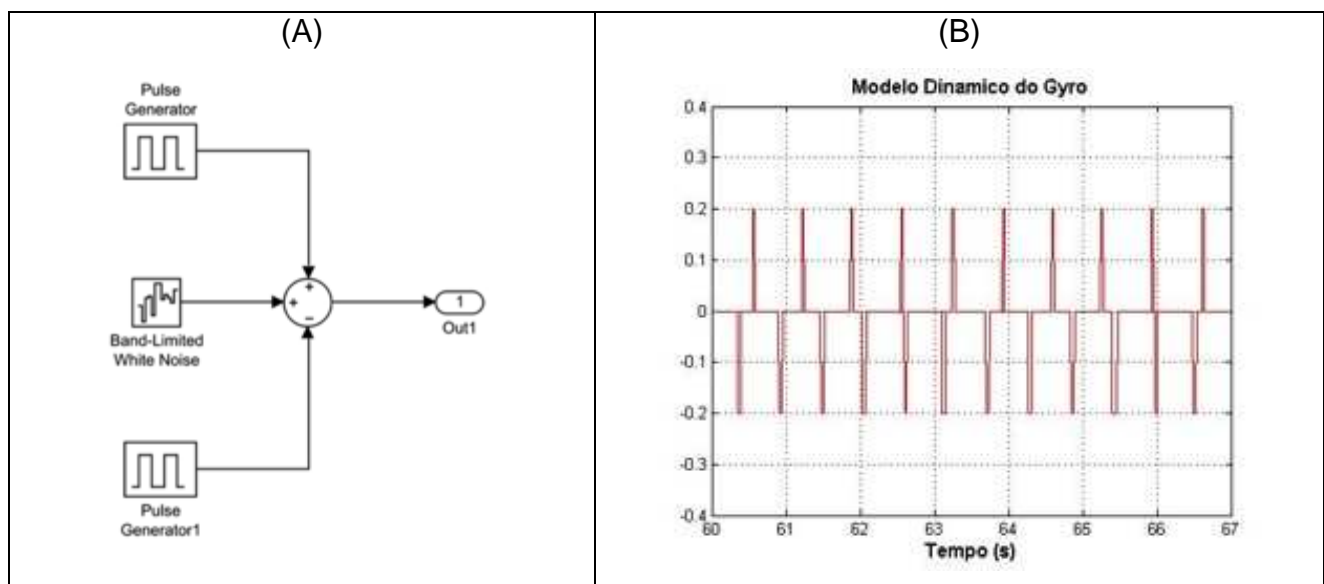 (A)
Pulse
Generator
+
+
−
Band-Limited
White Noise
1
Out1
Pulse
Generator1
(B)
Modelo Dinamico do Gyro
0.4
0.3
0.2
0.1
0
-0.1
-0.2
-0.3
-0.4
60 61 62 63 64 65 66 67
Tempo (s)